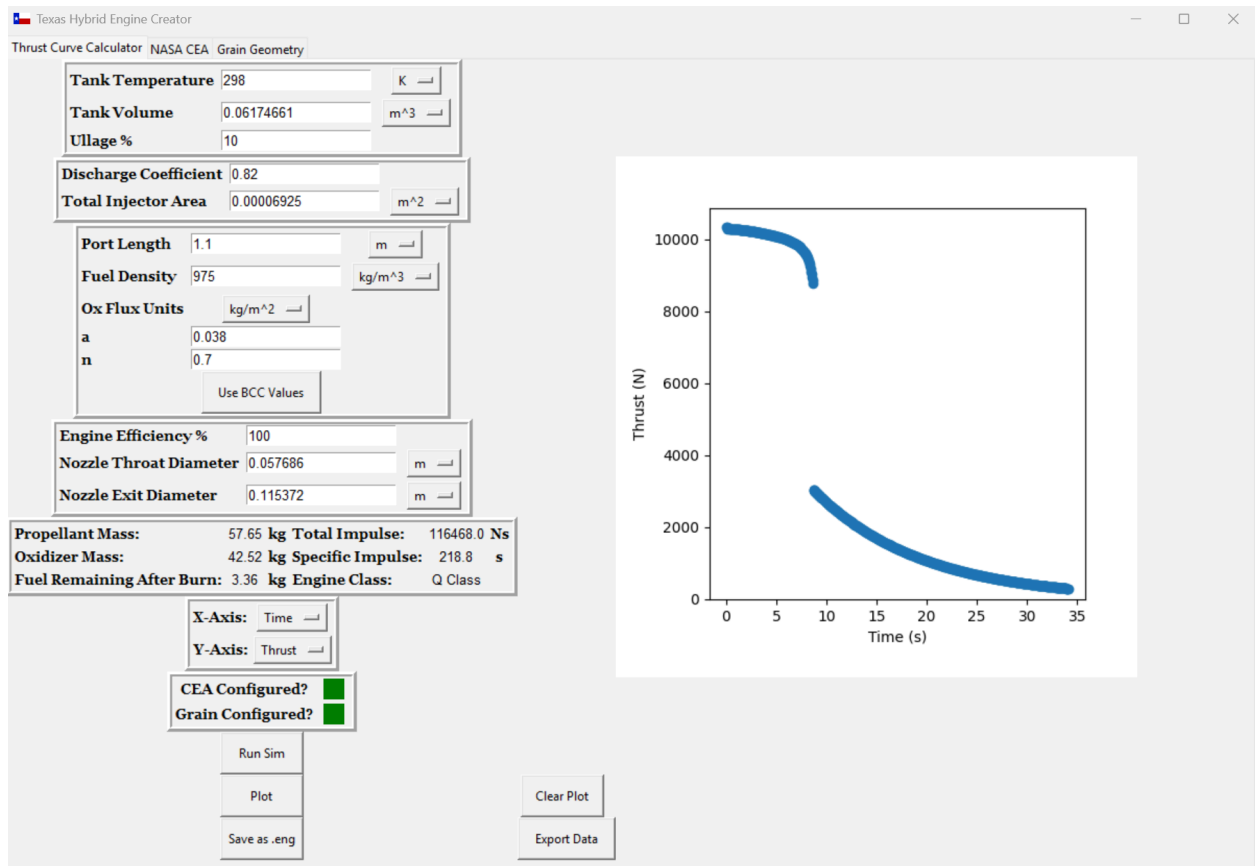 Texas Hybrid Engine Creator
Thrust Curve Calculator NASA CEA Grain Geometry
Tank Temperature 298 K
Tank Volume 0.06174661 m^3
Ullage % 10
Discharge Coefficient 0.82
Total Injector Area 0.00006925 m^2
Port Length 1.1 m
Fuel Density 975 kg/m^3
Ox Flux Units kg/m^2
a 0.038
n 0.7
Use BCC Values
Engine Efficiency % 100
Nozzle Throat Diameter 0.057686 m
Nozzle Exit Diameter 0.115372 m
Propellant Mass: 57.65 kg Total Impulse: 116468.0 Ns
Oxidizer Mass: 42.52 kg Specific Impulse: 218.8 s
Fuel Remaining After Burn: 3.36 kg Engine Class: Q Class
X-Axis: Time
Y-Axis: Thrust
CEA Configured?
Grain Configured?
Run Sim
Plot
Save as .eng
Clear Plot
Export Data
Thrust (N)
10000
8000
6000
4000
2000
0
0 5 10 15 20 25 30 35
Time (s)